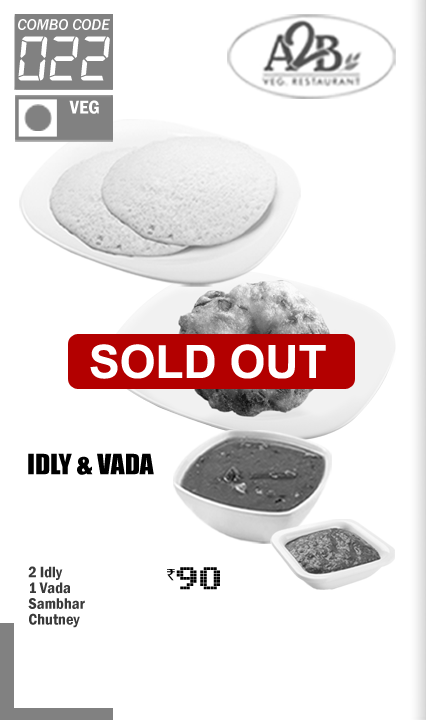 COMBO CODE
022
VEG
A2B
VEG. RESTAURANT
SOLD OUT
IDLY & VADA
2 Idly
1 Vada
Sambhar
Chutney
₹90